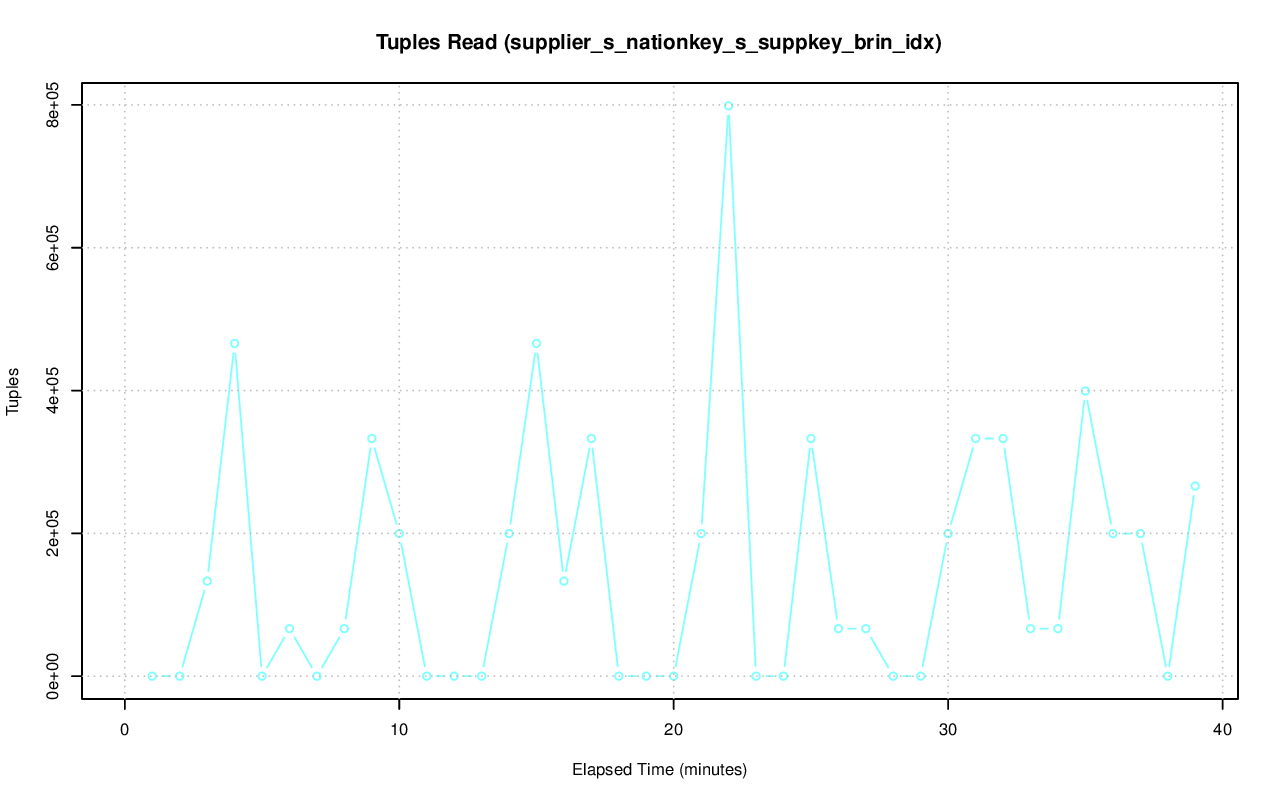 Tuples Read (supplier_s_nationkey_s_suppkey_brin_idx)
Tuples
8e+05
6e+05
4e+05
2e+05
0e+00
0 10 20 30 40
Elapsed Time (minutes)